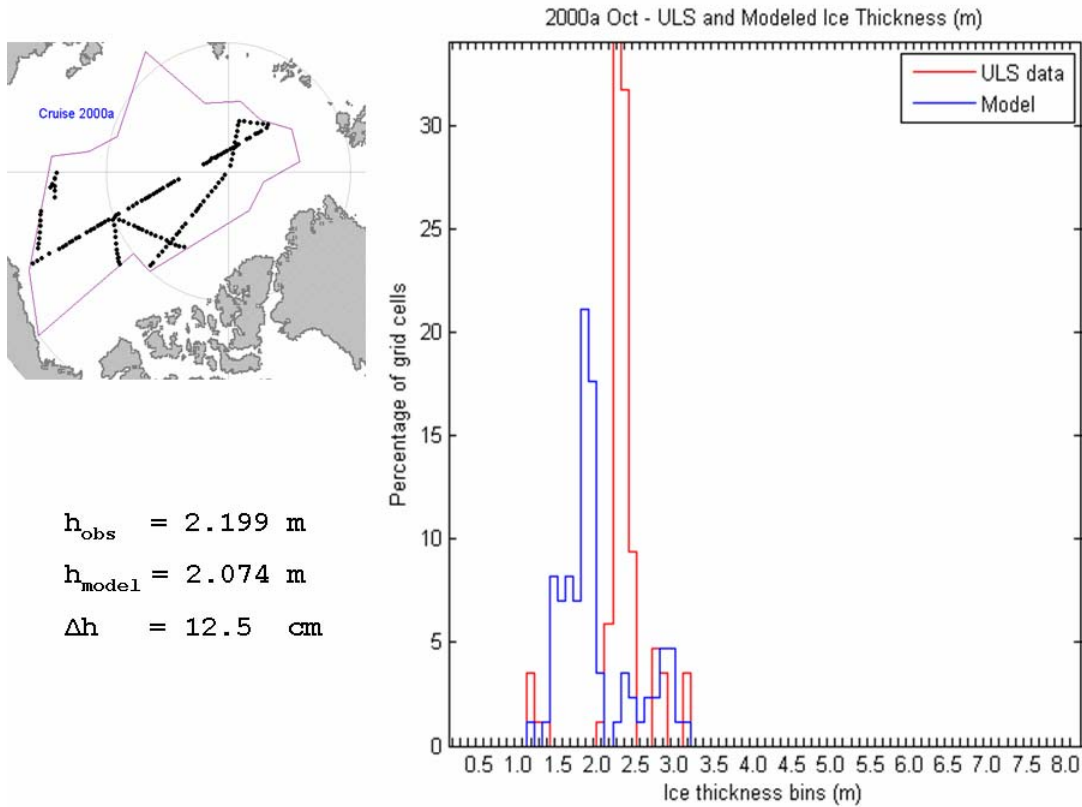 2000a Oct - ULS and Modeled Ice Thickness (m)
Cruise 2000a
h_obs = 2.199 m
h_model = 2.074 m
Δh = 12.5 cm
ULS data
Model
Percentage of grid cells
30
25
20
15
10
5
0
0.5 1.0 1.5 2.0 2.5 3.0 3.5 4.0 4.5 5.0 5.5 6.0 6.5 7.0 7.5 8.0
Ice thickness bins (m)